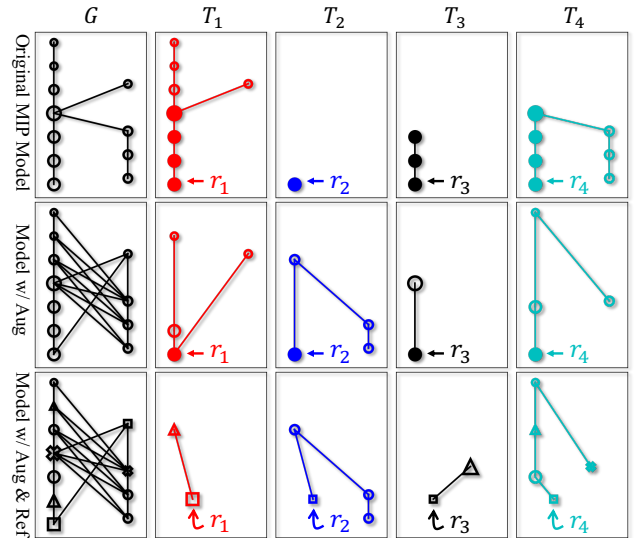 G T₁ T₂ T₃ T₄
Original MIP Model
r₁ r₂ r₃ r₄
Model w/ Aug
r₁ r₂ r₃ r₄
Model w/ Aug & Ref
r₁ r₂ r₃ r₄